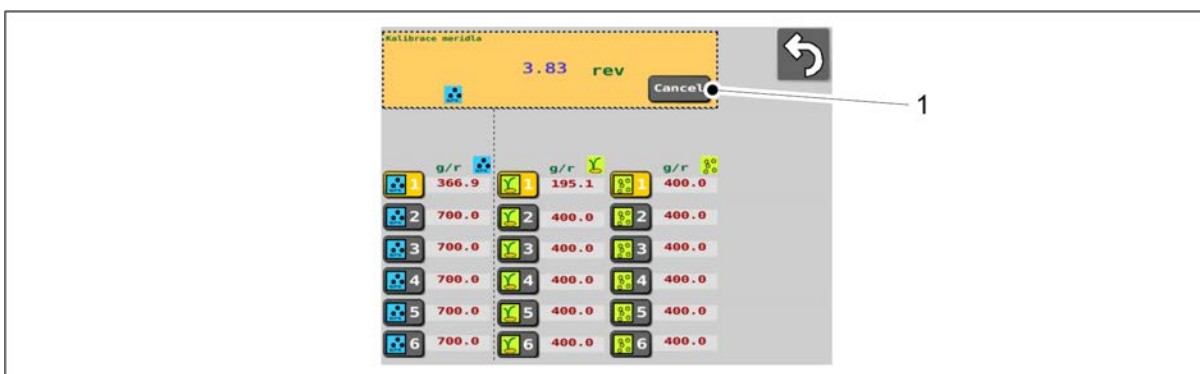 Kalibrace meridla
3.83 rev
Cancel
1
g/r g/r g/r
1 366.9 1 195.1 1 400.0
2 700.0 2 400.0 2 400.0
3 700.0 3 400.0 3 400.0
4 700.0 4 400.0 4 400.0
5 700.0 5 400.0 5 400.0
6 700.0 6 400.0 6 400.0